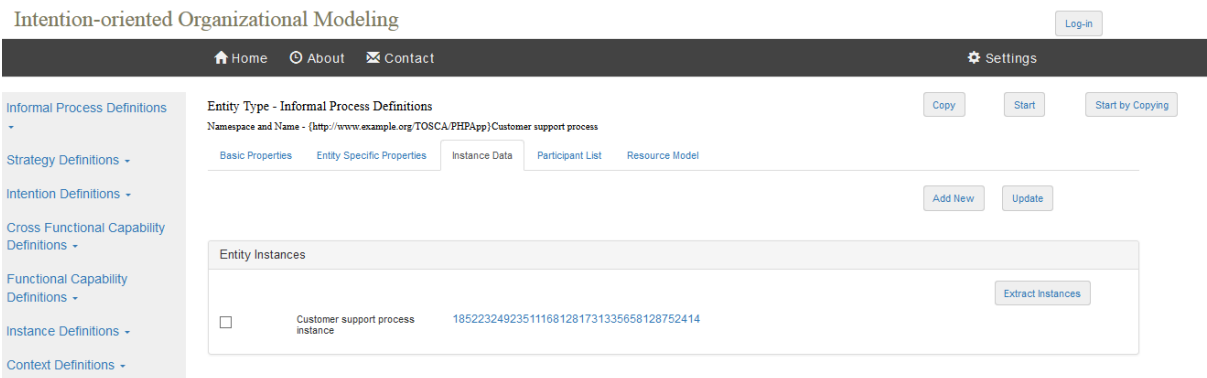 Intention-oriented Organizational Modeling
Log-in
Home About Contact Settings
Informal Process Definitions
Strategy Definitions
Intention Definitions
Cross Functional Capability
Definitions
Functional Capability
Definitions
Instance Definitions
Context Definitions
Entity Type - Informal Process Definitions
Copy Start Start by Copying
Namespace and Name - {http://www.example.org/TOSCA/PHPApp}Customer support process
Basic Properties Entity Specific Properties Instance Data Participant List Resource Model
Add New Update
Entity Instances
Extract Instances
Customer support process
instance
18522324923511168128173133565812875 2414